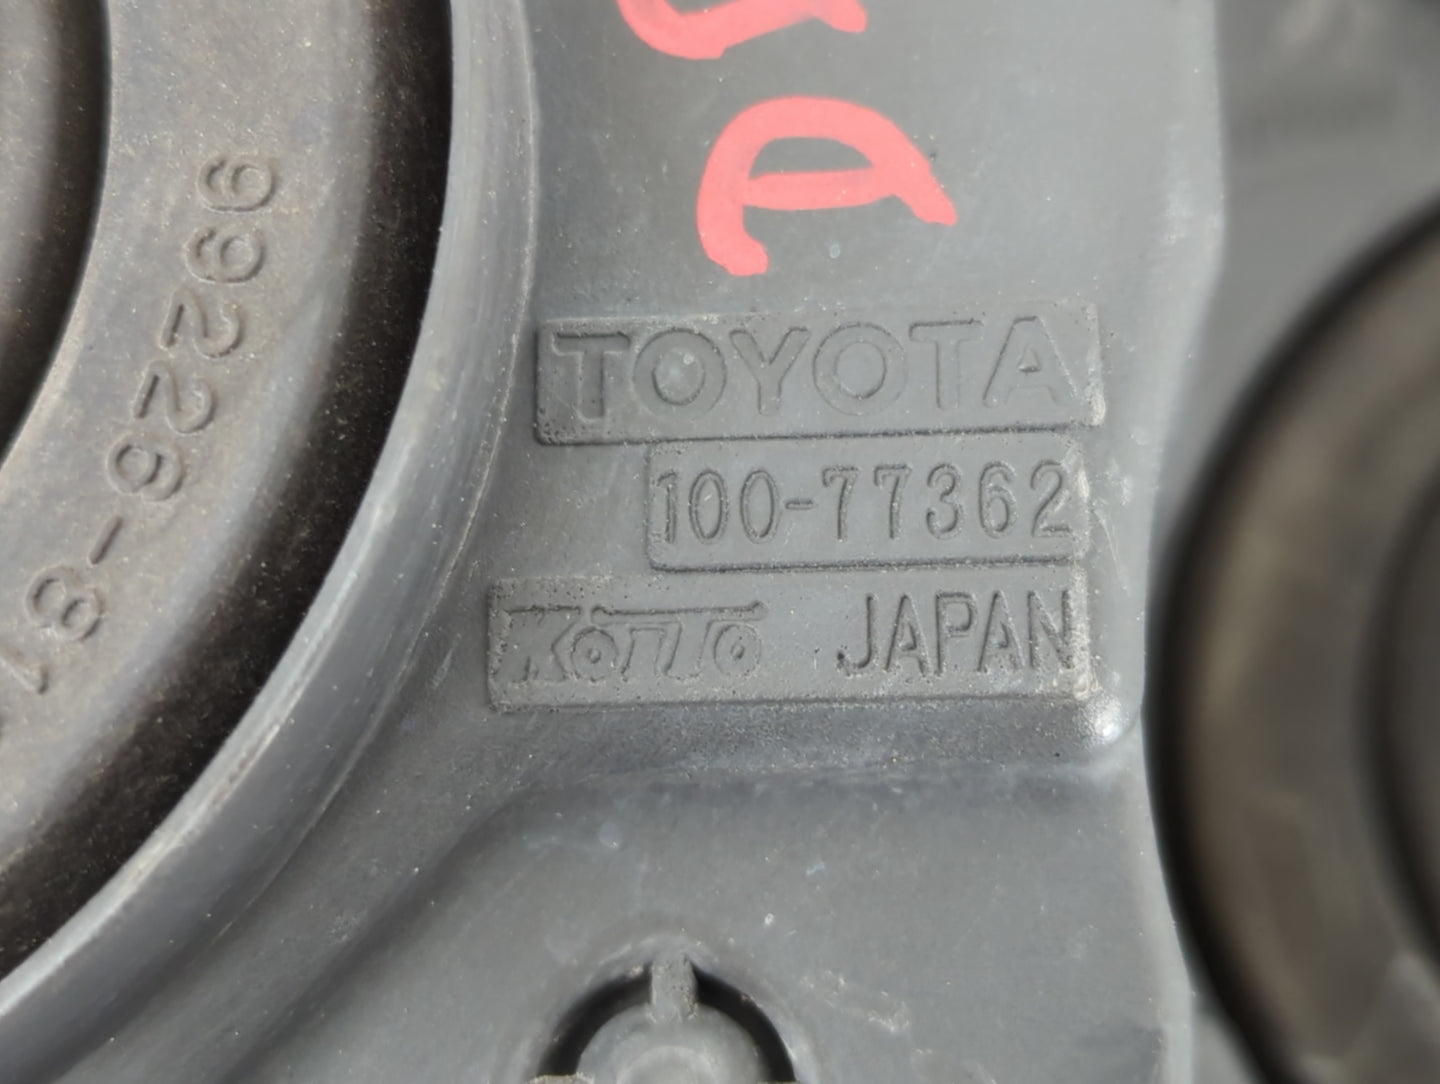 TOYOTA
100-77362
KOITO JAPAN
99226-81